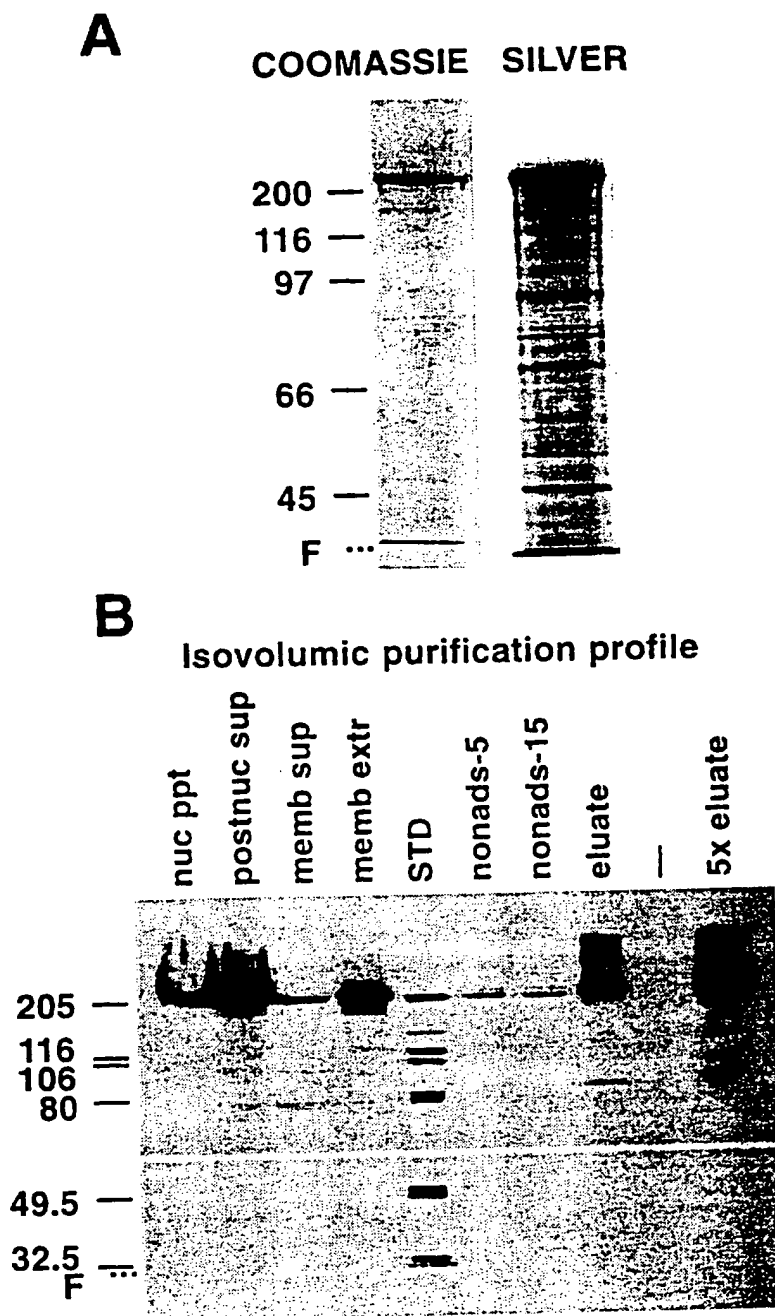 A
COOMASSIE SILVER
200
116
97
66
45
F ...
B
Isovolumic purification profile
nuc ppt
postnuc sup
memb sup
memb extr
STD
nonads-5
nonads-15
eluate
—
5x eluate
205
116
106
80
49.5
32.5
F ...